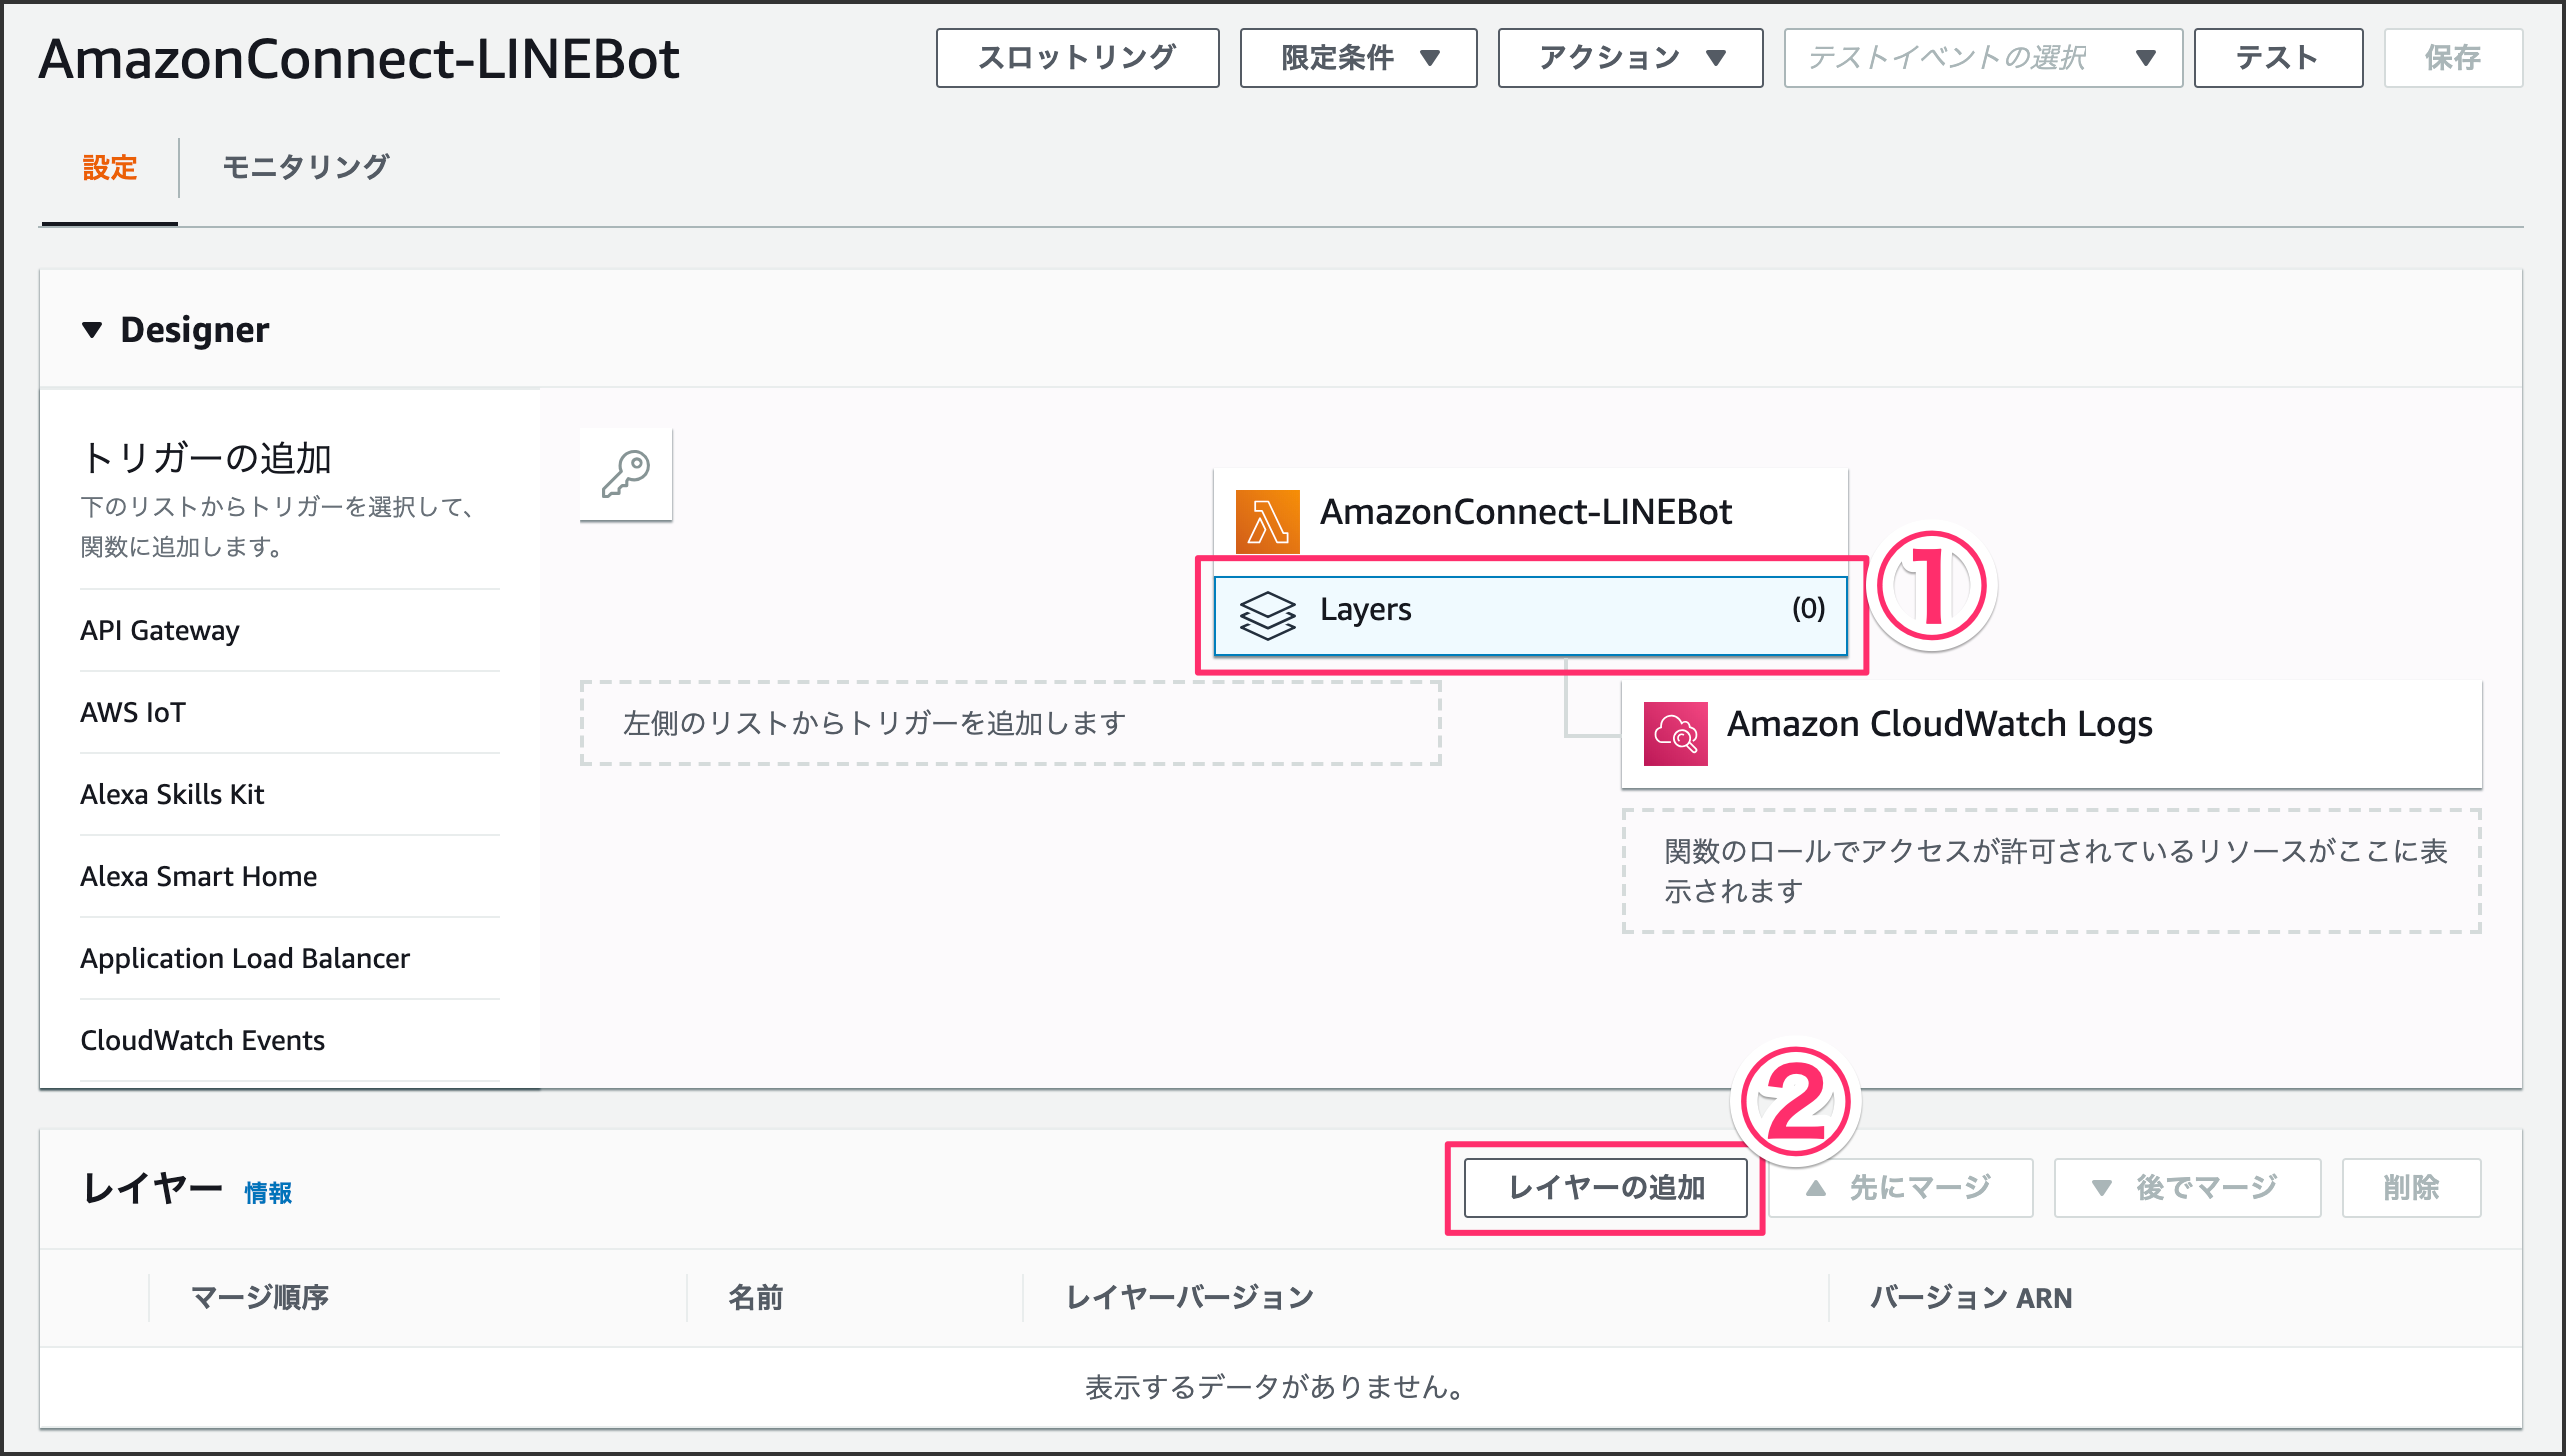 AmazonConnect-LINEBot
スロットリング
限定条件 ▼
アクション ▼
テストイベントの選択 ▼
テスト
保存
設定
モニタリング
▼ Designer
トリガーの追加
下のリストからトリガーを選択して、
関数に追加します。
API Gateway
AWS IoT
Alexa Skills Kit
Alexa Smart Home
Application Load Balancer
CloudWatch Events
AmazonConnect-LINEBot
Layers (0)
①
左側のリストからトリガーを追加します
Amazon CloudWatch Logs
関数のロールでアクセスが許可されているリソースがここに表
示されます
②
レイヤー 情報
レイヤーの追加
▲ 先にマージ
▼ 後でマージ
削除
マージ順序
名前
レイヤーバージョン
バージョン ARN
表示するデータがありません。